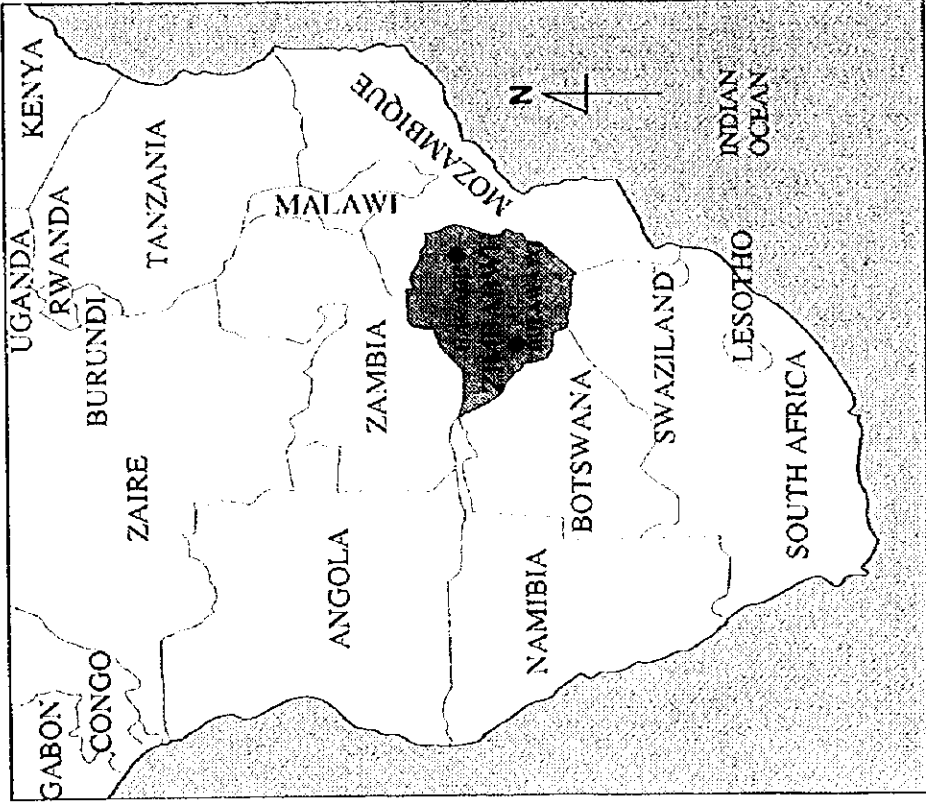 GABON
CONGO
UGANDA
KENYA
RWANDA
BURUNDI
ZAIRE
TANZANIA
MALAWI
ANGOLA
ZAMBIA
MOZAMBIQUE
ZIMBABWE
N
NAMIBIA
BOTSWANA
SWAZILAND
LESOTHO
SOUTH AFRICA
INDIAN
OCEAN